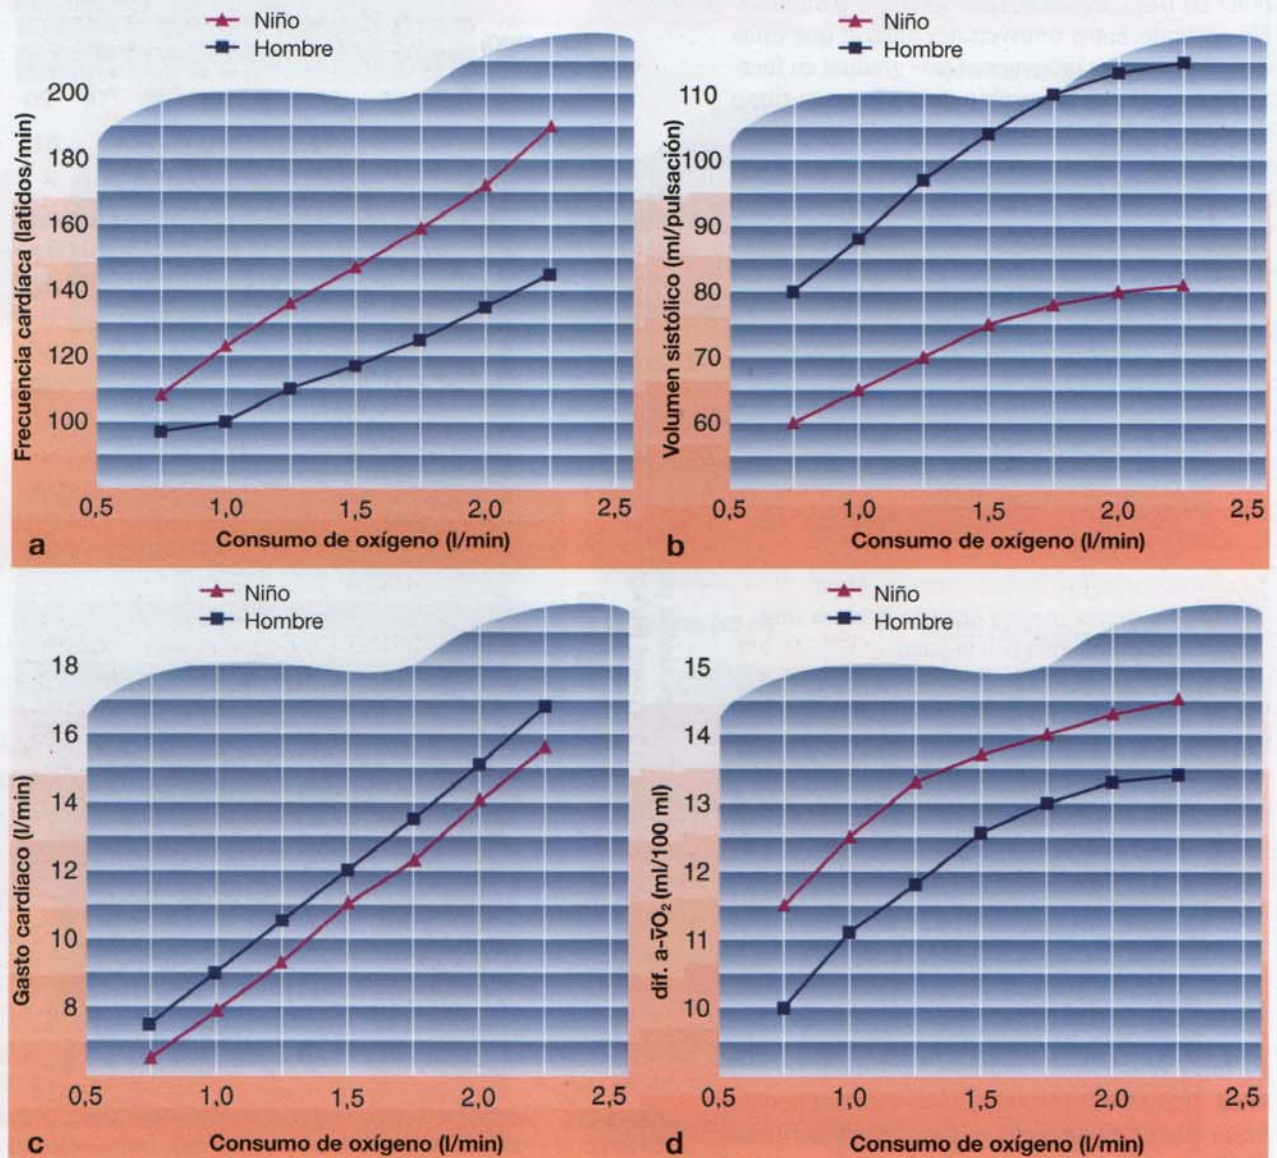 Niño
Hombre
Frecuencia cardíaca (latidos/min)
200
180
160
140
120
100
0,5 1,0 1,5 2,0 2,5
Consumo de oxígeno (l/min)
a
Niño
Hombre
Volumen sistólico (ml/pulsación)
110
100
90
80
70
60
0,5 1,0 1,5 2,0 2,5
Consumo de oxígeno (l/min)
b
Niño
Hombre
Gasto cardíaco (l/min)
18
16
14
12
10
8
0,5 1,0 1,5 2,0 2,5
Consumo de oxígeno (l/min)
c
Niño
Hombre
dif. a-v̄O₂ (ml/100 ml)
15
14
13
12
11
10
0,5 1,0 1,5 2,0 2,5
Consumo de oxígeno (l/min)
d